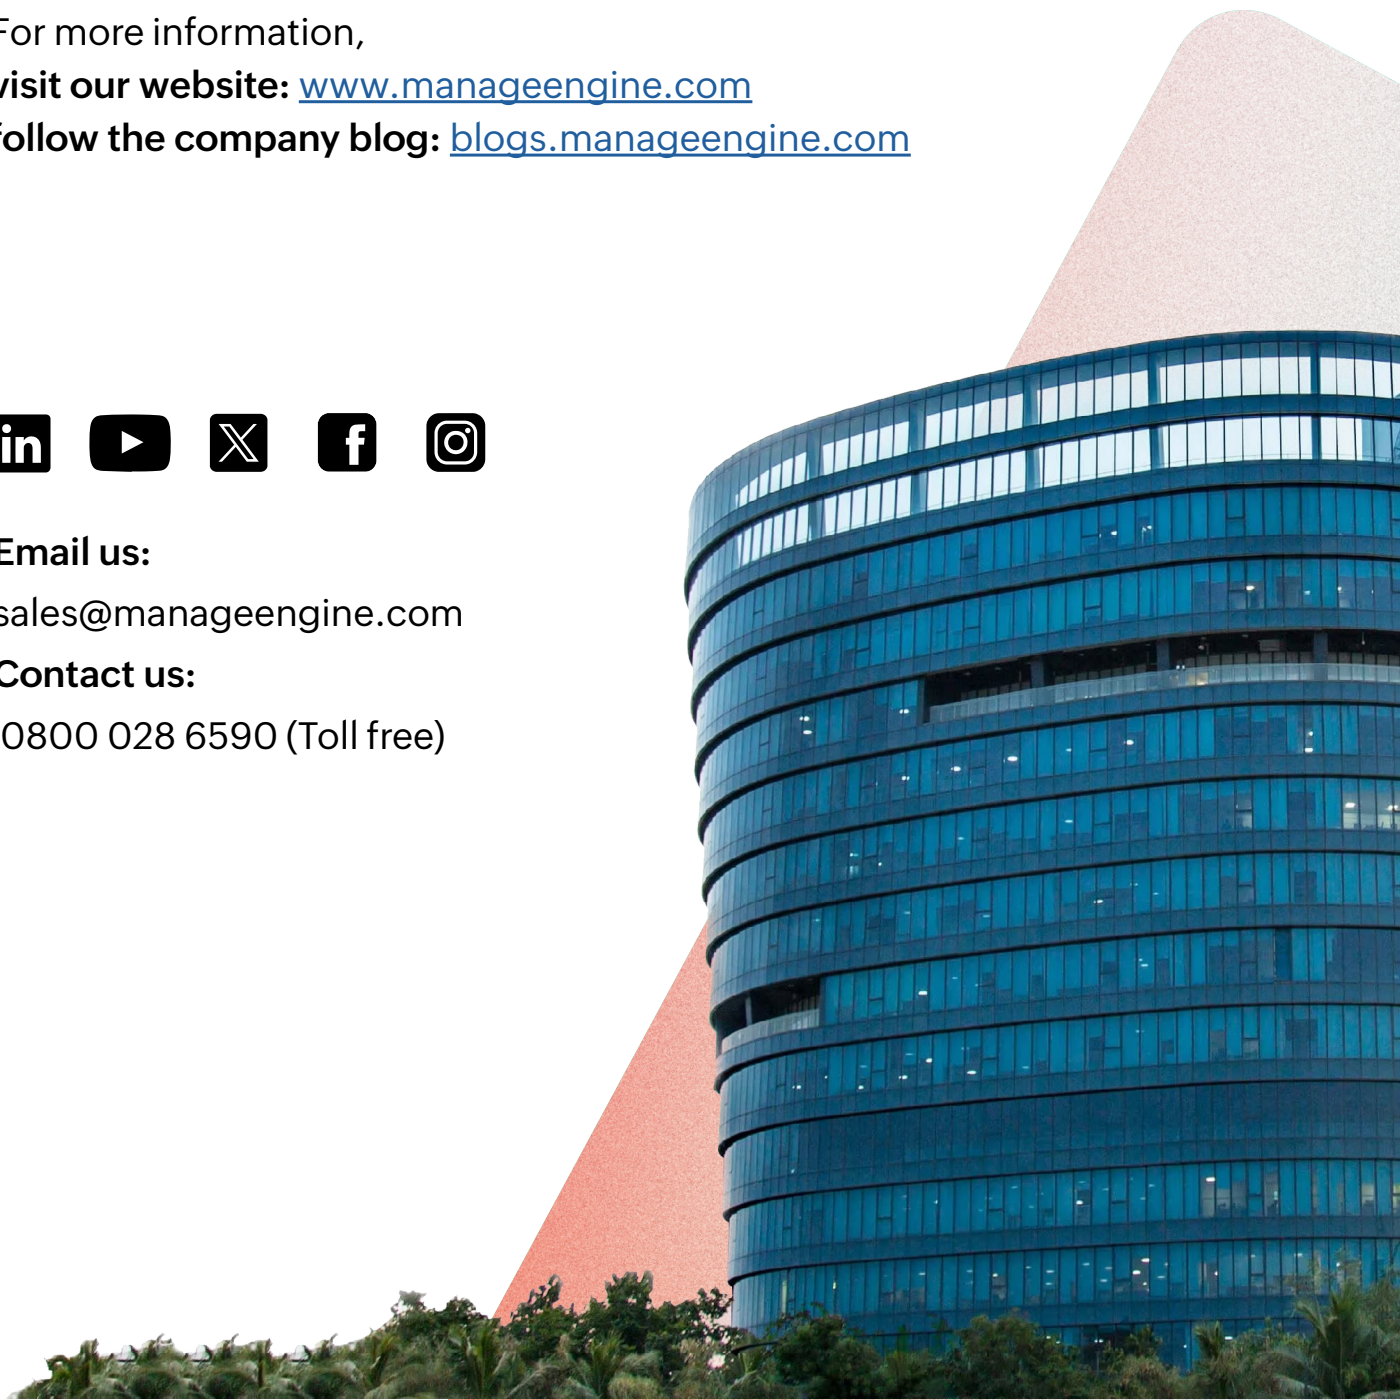 For more information,
visit our website: www.manageengine.com
follow the company blog: blogs.manageengine.com
in
Email us:
sales@manageengine.com
Contact us:
0800 028 6590 (Toll free)